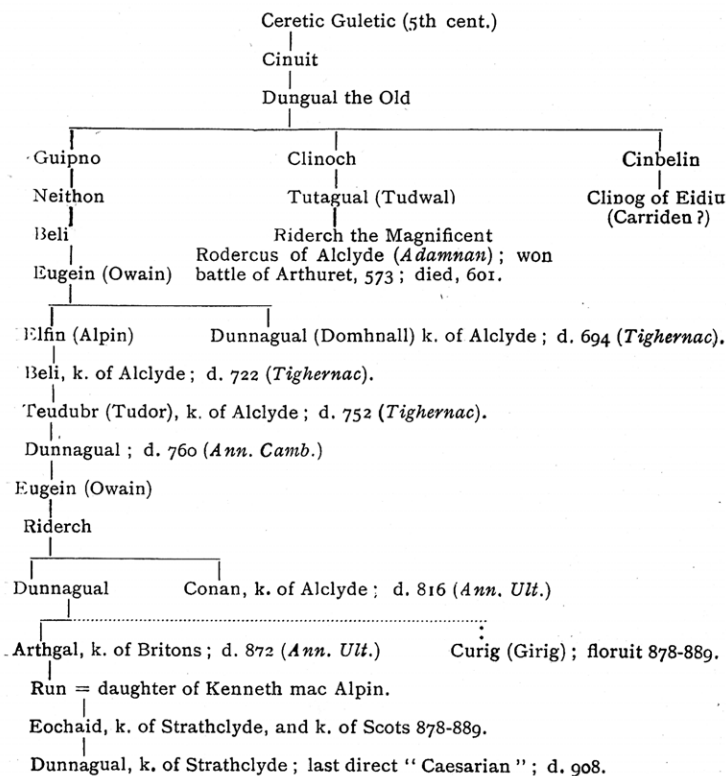 Ceretic Guletic (5th cent.)
Cinuit
Dungual the Old
Guipno Clinoch Cinbelin
Neithon Tutagual (Tudwal) Clinog of Eidiu
(Carriden ?)
Beli Riderch the Magnificent
Rodercus of Alclyde (Adamnan) ; won
Eugein (Owain) battle of Arthuret, 573 ; died, 601.
Elfin (Alpin) Dunnagual (Domhnall) k. of Alclyde ; d. 694 (Tighernac).
Beli, k. of Alclyde ; d. 722 (Tighernac).
Teudubr (Tudor), k. of Alclyde ; d. 752 (Tighernac).
Dunnagual ; d. 760 (Ann. Camb.)
Eugein (Owain)
Riderch
Dunnagual Conan, k. of Alclyde ; d. 816 (Ann. Ult.)
Arthgal, k. of Britons ; d. 872 (Ann. Ult.) Curig (Girig) ; floruit 878-889.
Run = daughter of Kenneth mac Alpin.
Eochaid, k. of Strathclyde, and k. of Scots 878-889.
Dunnagual, k. of Strathclyde ; last direct “ Caesarian ” ; d. 908.